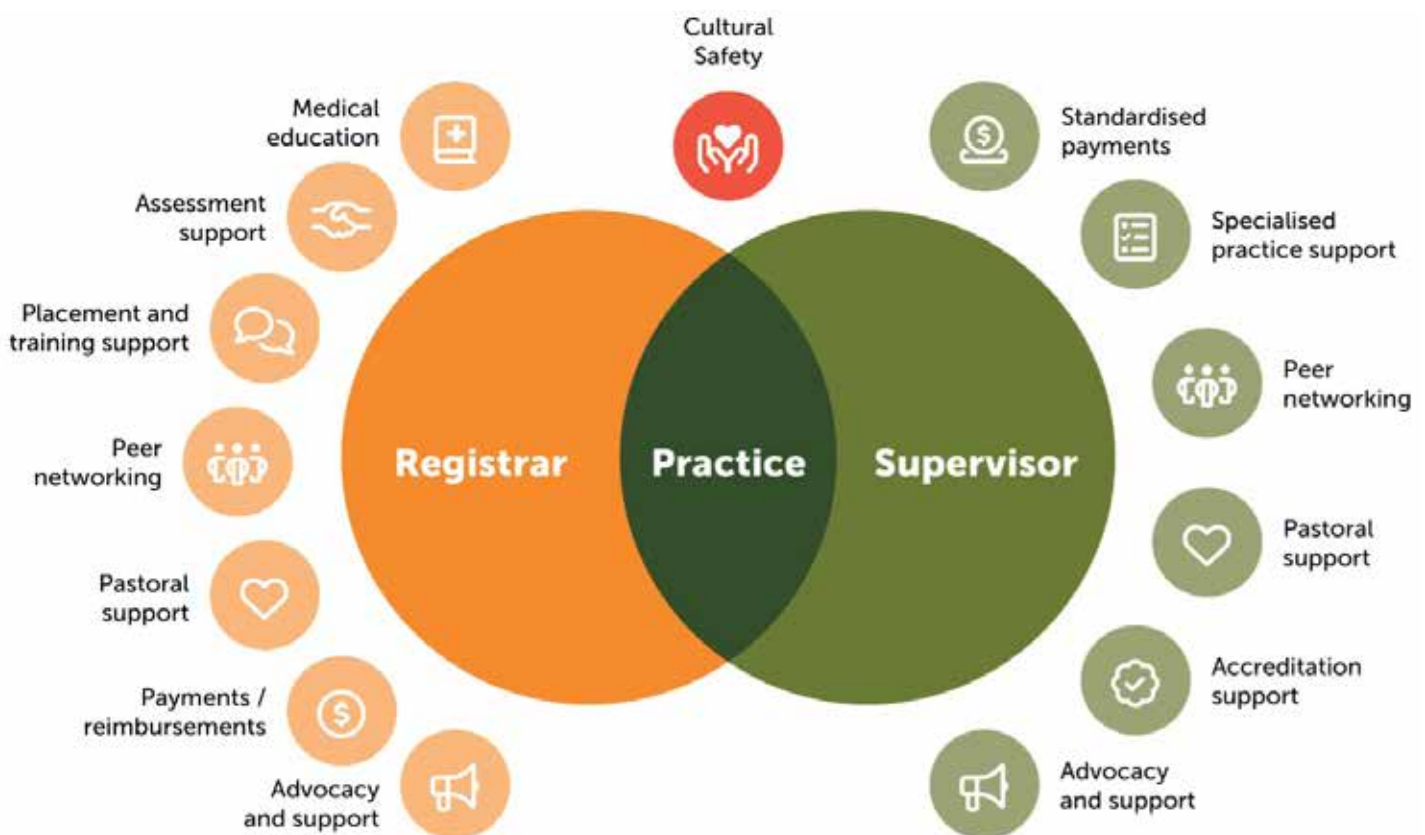 Cultural
Safety
Medical
education
Assessment
support
Placement and
training support
Peer
networking
Pastoral
support
Payments /
reimbursements
Advocacy
and support
Registrar
Practice
Supervisor
Standardised
payments
Specialised
practice support
Peer
networking
Pastoral
support
Accreditation
support
Advocacy
and support